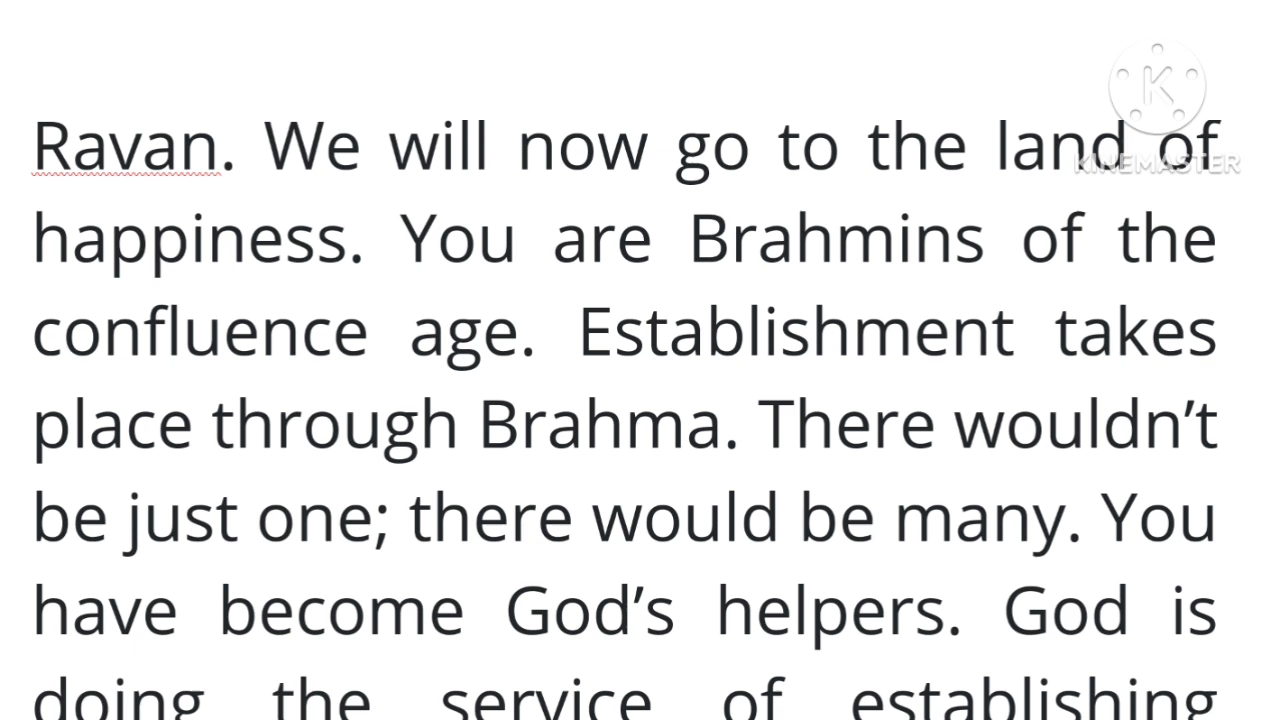 Ravan. We will now go to the land of
happiness. You are Brahmins of the
confluence age. Establishment takes
place through Brahma. There wouldn’t
be just one; there would be many. You
have become God’s helpers. God is
doing the service of establishing
K
KINEMASTER